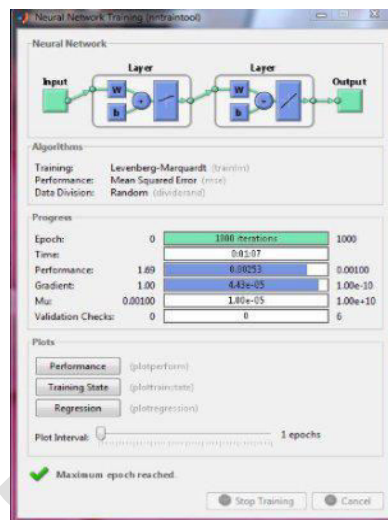 Neural Network Training (nntraintool)
Neural Network
Layer Layer
Input Output
W W
b b
Algorithms
Training: Levenberg-Marquardt (trainlm)
Performance: Mean Squared Error (mse)
Data Division: Random (dividerand)
Progress
Epoch: 0 1000 iterations 1000
Time: 0:01:07
Performance: 1.69 0.00253 0.00100
Gradient: 1.00 4.43e-05 1.00e-10
Mu: 0.00100 1.00e-05 1.00e+10
Validation Checks: 0 0 6
Plots
Performance (plotperform)
Training State (plottrainstate)
Regression (plotregression)
Plot Interval: 1 epochs
Maximum epoch reached.
Stop Training Cancel